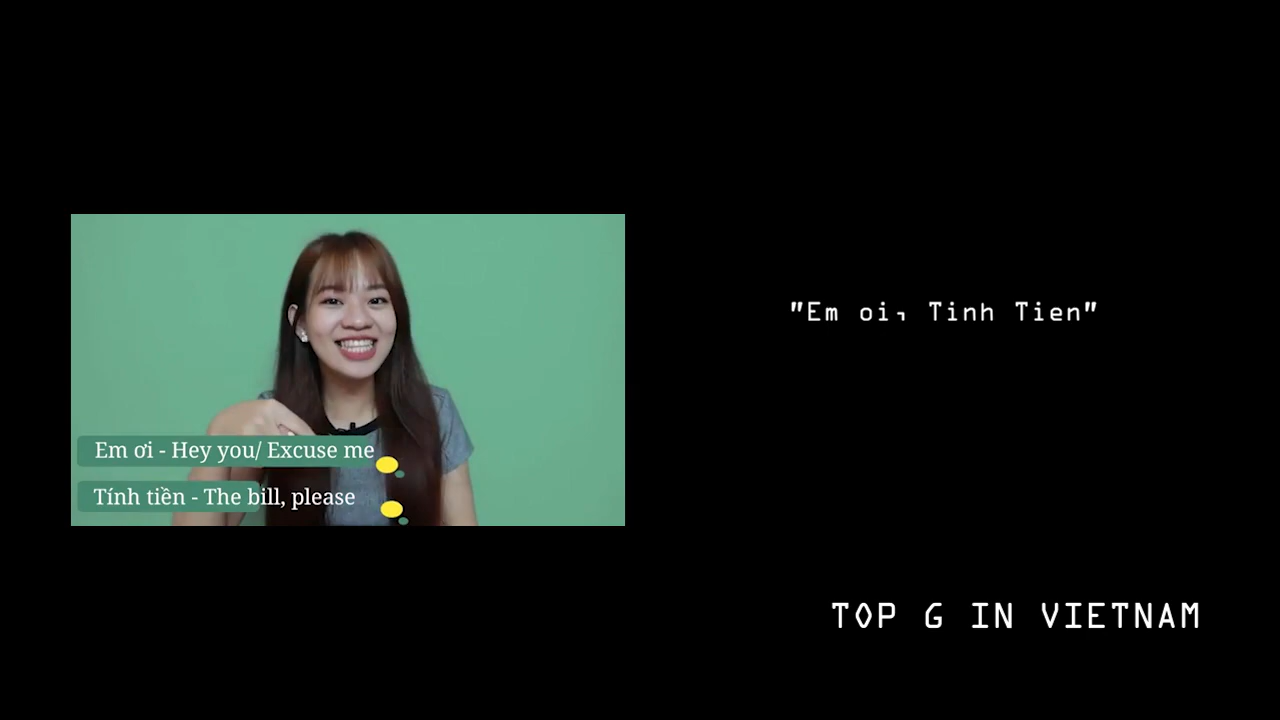 Em ơi - Hey you/ Excuse me
Tính tiền - The bill, please
"Em oi, Tinh Tien"
TOP G IN VIETNAM